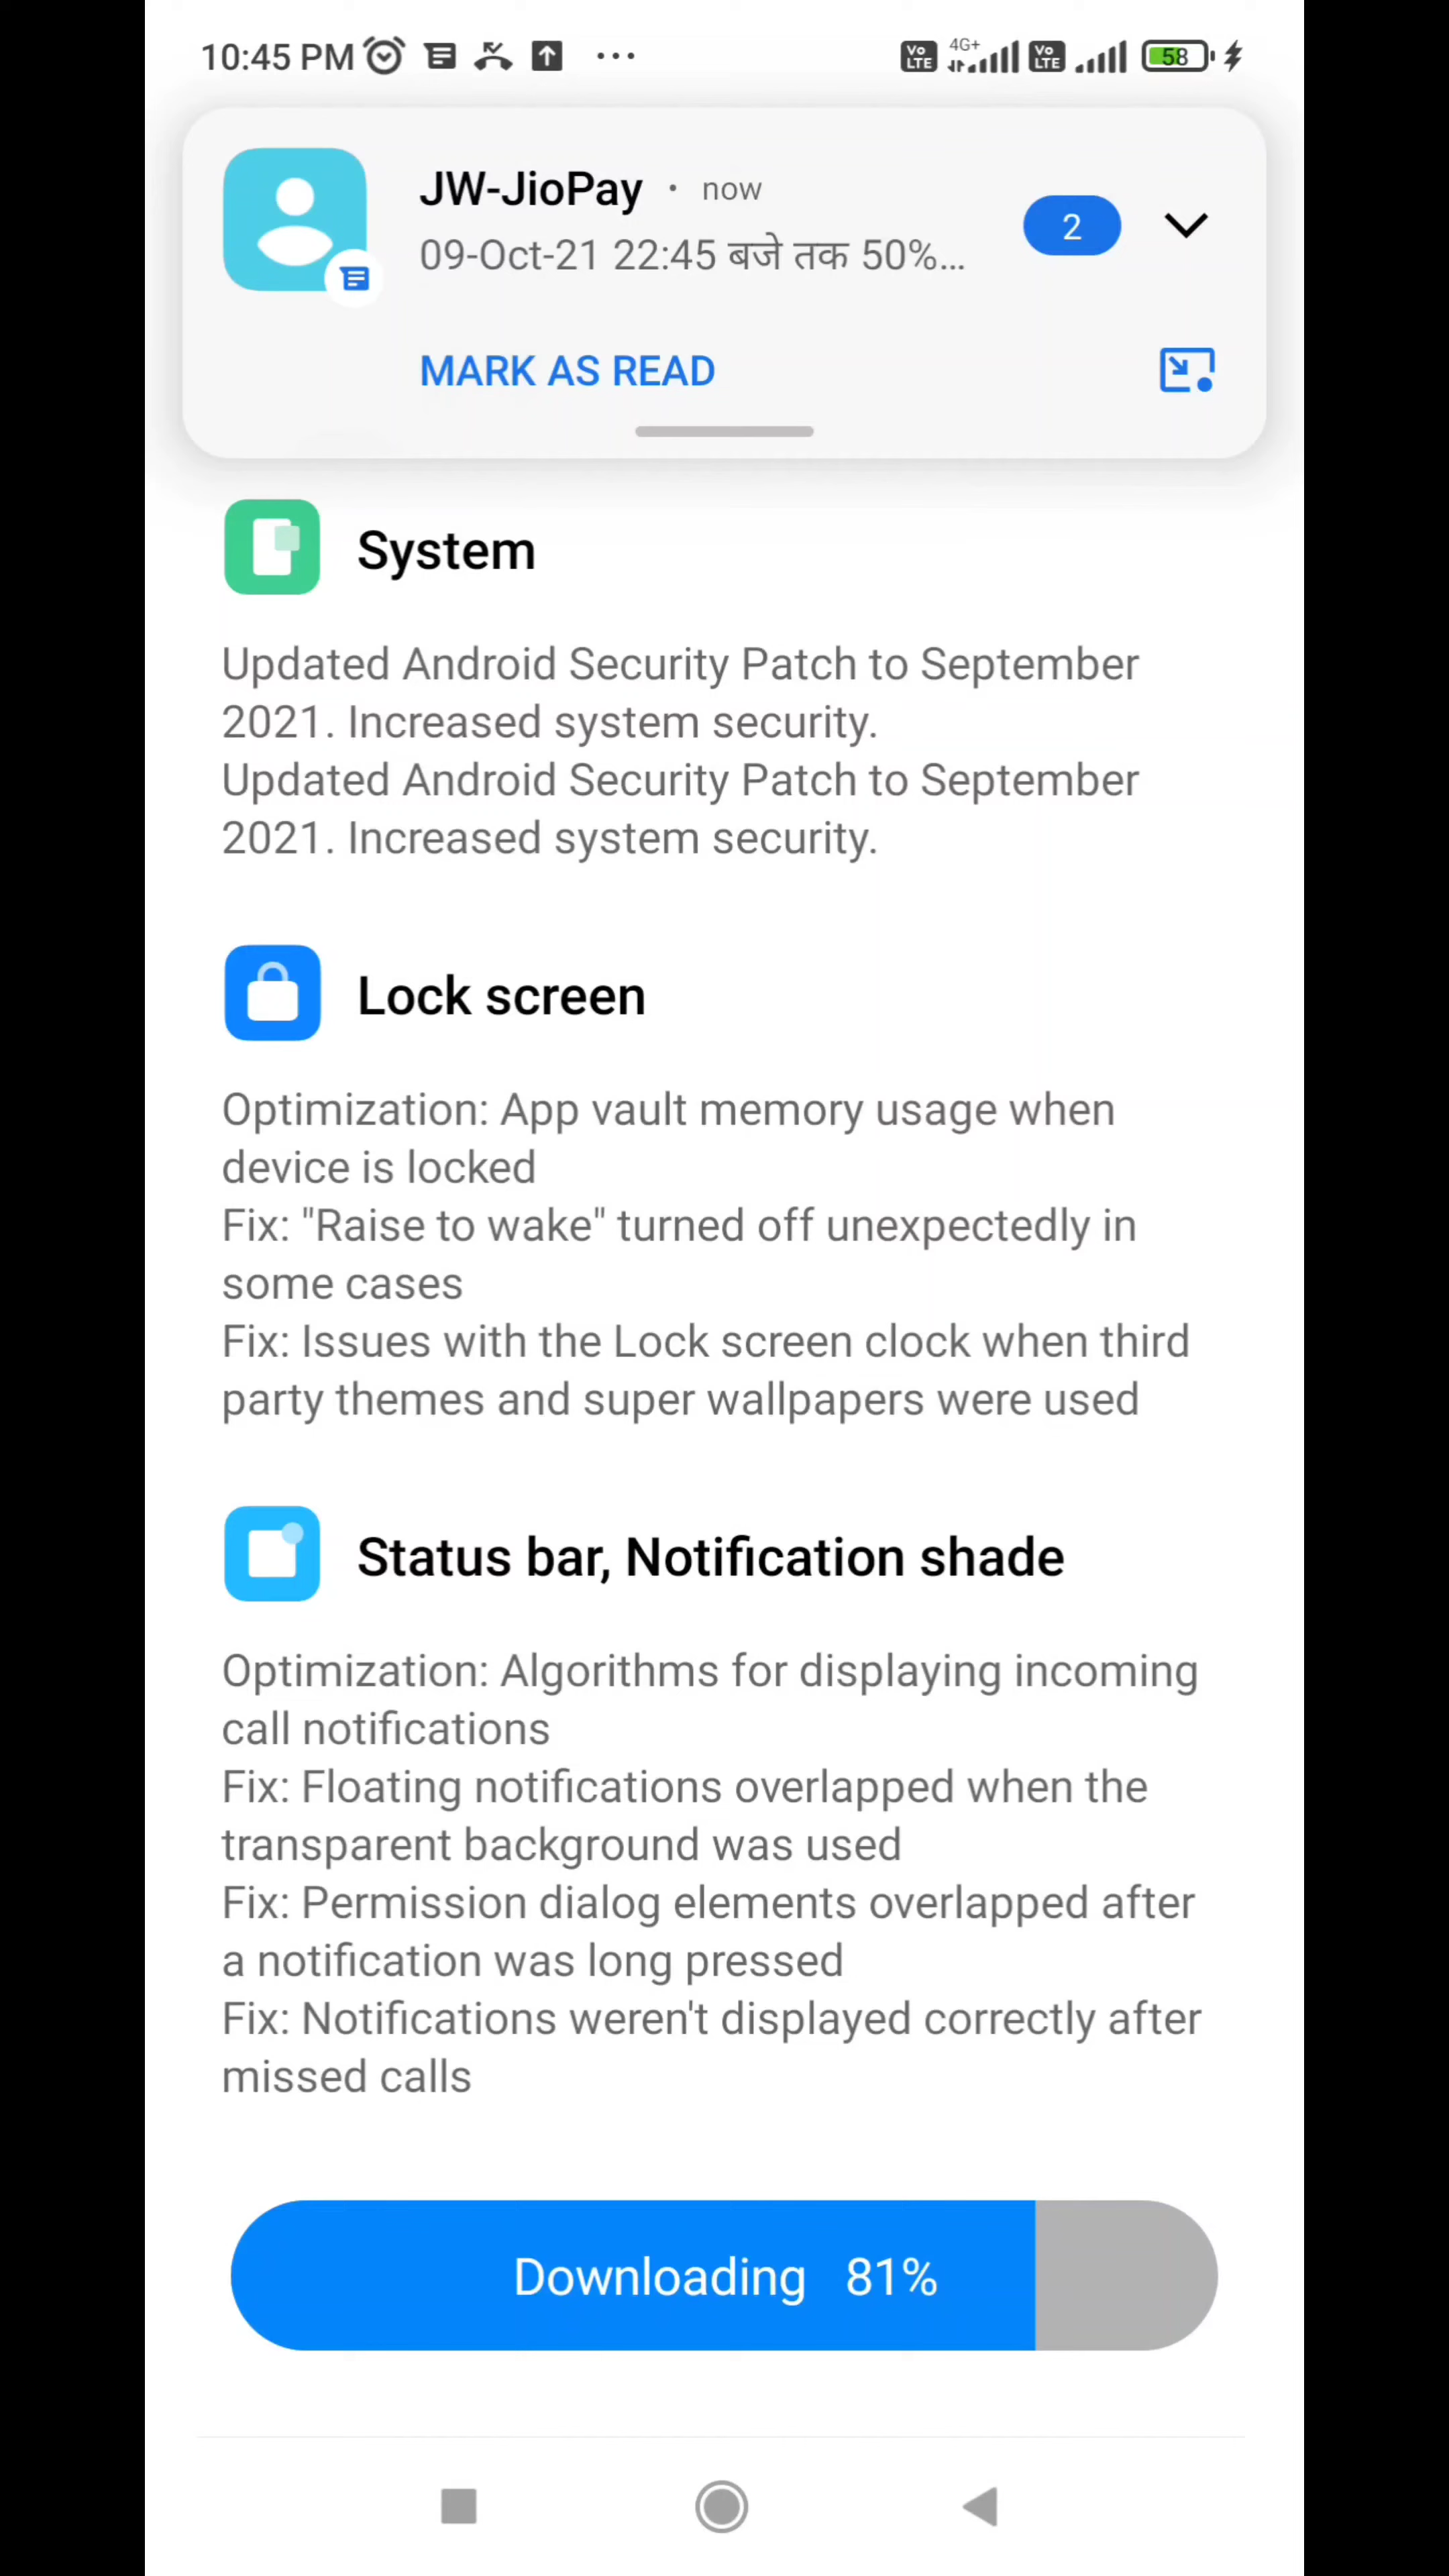 10:45 PM
Vo LTE 4G+ Vo LTE 58
JW-JioPay • now
09-Oct-21 22:45 बजे तक 50%...
2
MARK AS READ
System
Updated Android Security Patch to September
2021. Increased system security.
Updated Android Security Patch to September
2021. Increased system security.
Lock screen
Optimization: App vault memory usage when
device is locked
Fix: "Raise to wake" turned off unexpectedly in
some cases
Fix: Issues with the Lock screen clock when third
party themes and super wallpapers were used
Status bar, Notification shade
Optimization: Algorithms for displaying incoming
call notifications
Fix: Floating notifications overlapped when the
transparent background was used
Fix: Permission dialog elements overlapped after
a notification was long pressed
Fix: Notifications weren't displayed correctly after
missed calls
Downloading 81%